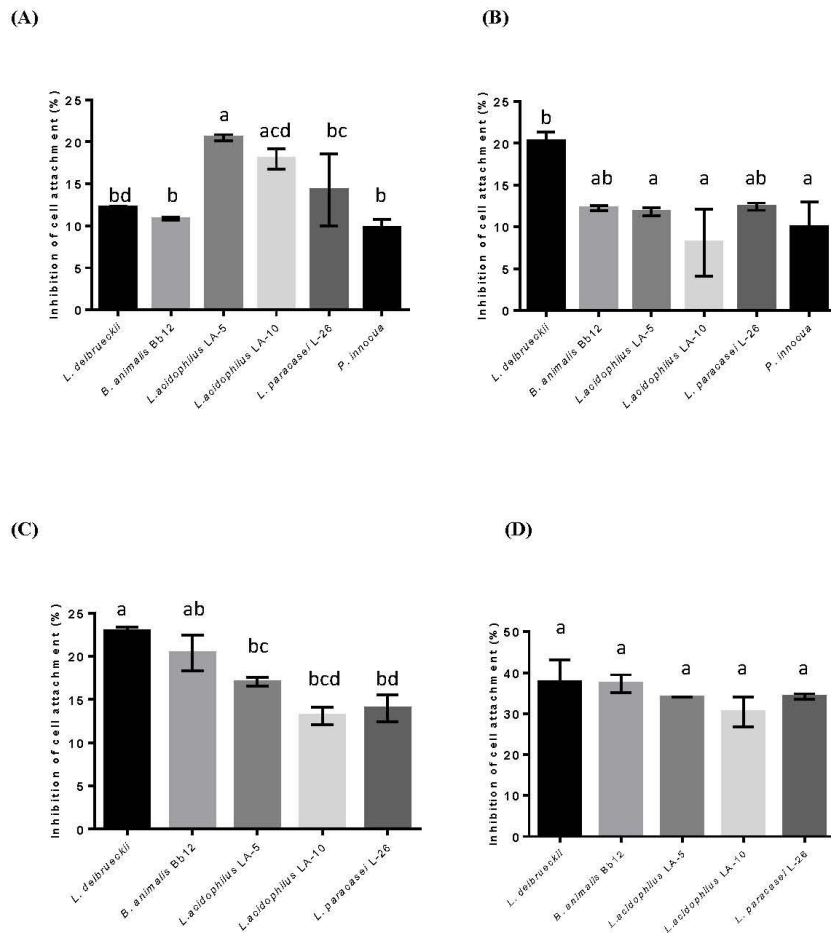 (A)
Inhibition of cell attachment (%)
25
20
15
10
5
0
bd
b
a
acd
bc
b
L. delbrueckii
B. animalis Bb12
L.acidophilus LA-5
L.acidophilus LA-10
L. paracasei L-26
P. innocua
(B)
Inhibition of cell attachment (%)
25
20
15
10
5
0
b
ab
a
a
ab
a
L. delbrueckii
B. animalis Bb12
L.acidophilus LA-5
L.acidophilus LA-10
L. paracasei L-26
P. innocua
(C)
Inhibition of cell attachment (%)
25
20
15
10
5
0
a
ab
bc
bcd
bd
L. delbrueckii
B. animalis Bb12
L.acidophilus LA-5
L.acidophilus LA-10
L. paracasei L-26
(D)
Inhibition of cell attachment (%)
50
40
30
20
10
0
a
a
a
a
a
L. delbrueckii
B. animalis Bb12
L.acidophilus LA-5
L.acidophilus LA-10
L. paracasei L-26